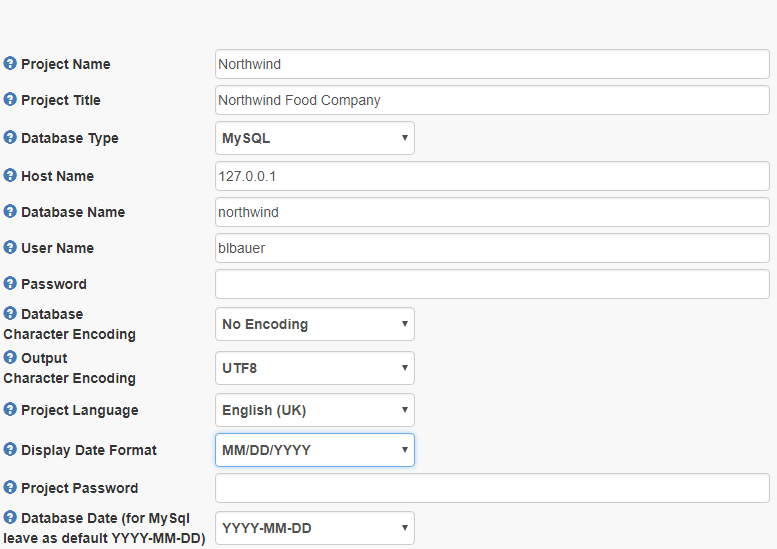 Project Name Northwind
Project Title Northwind Food Company
Database Type MySQL
Host Name 127.0.0.1
Database Name northwind
User Name blbauer
Password
Database
Character Encoding No Encoding
Output
Character Encoding UTF8
Project Language English (UK)
Display Date Format MM/DD/YYYY
Project Password
Database Date (for MySql
leave as default YYYY-MM-DD) YYYY-MM-DD